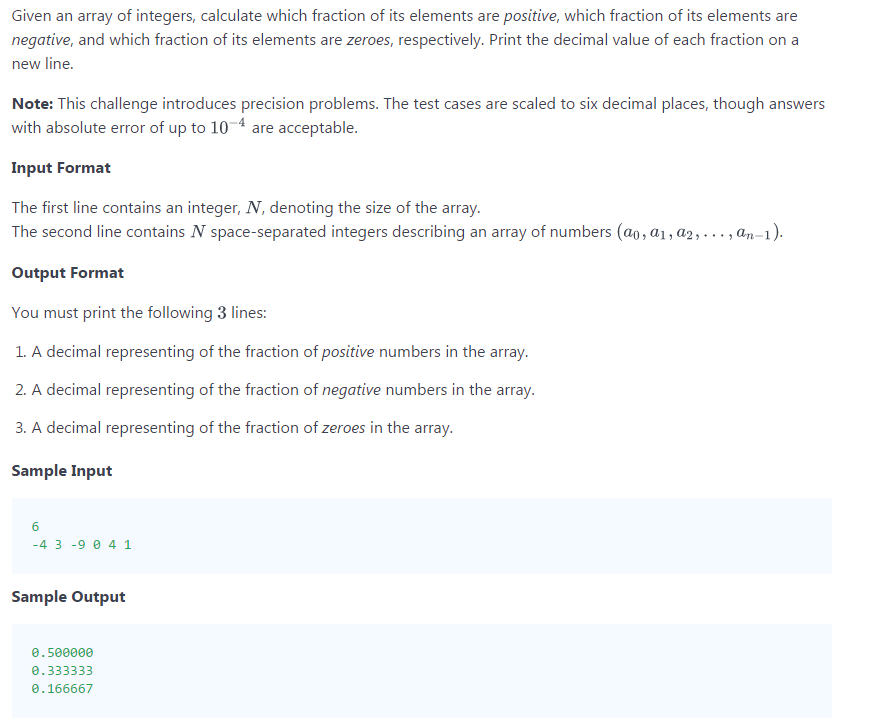 Given an array of integers, calculate which fraction of its elements are positive, which fraction of its elements are
negative, and which fraction of its elements are zeroes, respectively. Print the decimal value of each fraction on a
new line.
Note: This challenge introduces precision problems. The test cases are scaled to six decimal places, though answers
with absolute error of up to 10⁻⁴ are acceptable.
Input Format
The first line contains an integer, N, denoting the size of the array.
The second line contains N space-separated integers describing an array of numbers (a₀, a₁, a₂, . . . , aₙ₋₁).
Output Format
You must print the following 3 lines:
1. A decimal representing of the fraction of positive numbers in the array.
2. A decimal representing of the fraction of negative numbers in the array.
3. A decimal representing of the fraction of zeroes in the array.
Sample Input
6
-4 3 -9 0 4 1
Sample Output
0.500000
0.333333
0.166667